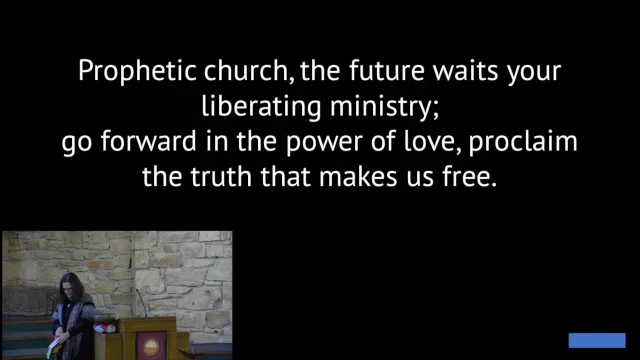 Prophetic church, the future waits your
liberating ministry;
go forward in the power of love, proclaim
the truth that makes us free.